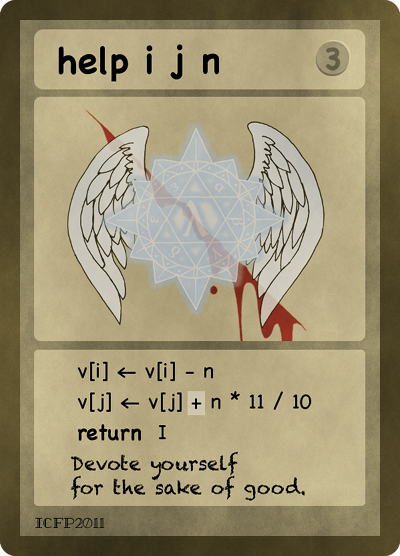 help i j n
3
v[i] ← v[i] - n
v[j] ← v[j] + n * 11 / 10
return I
Devote yourself
for the sake of good.
ICFP2011